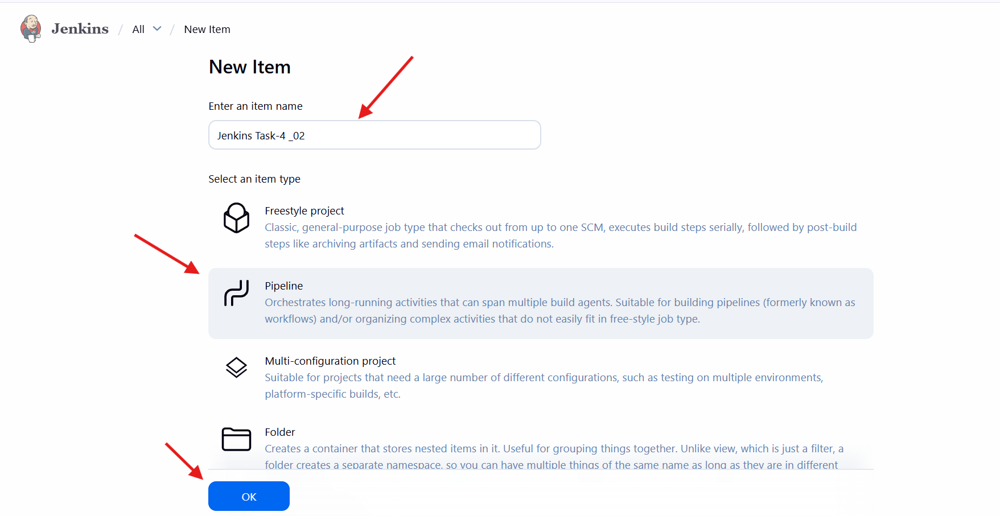 Jenkins / All / New Item
New Item
Enter an item name
Jenkins Task-4 _02
Select an item type
Freestyle project
Classic, general-purpose job type that checks out from up to one SCM, executes build steps serially, followed by post-build
steps like archiving artifacts and sending email notifications.
Pipeline
Orchestrates long-running activities that can span multiple build agents. Suitable for building pipelines (formerly known as
workflows) and/or organizing complex activities that do not easily fit in free-style job type.
Multi-configuration project
Suitable for projects that need a large number of different configurations, such as testing on multiple environments,
platform-specific builds, etc.
Folder
Creates a container that stores nested items in it. Useful for grouping things together. Unlike view, which is just a filter, a
folder creates a separate namespace, so you can have multiple things of the same name as long as they are in different
OK